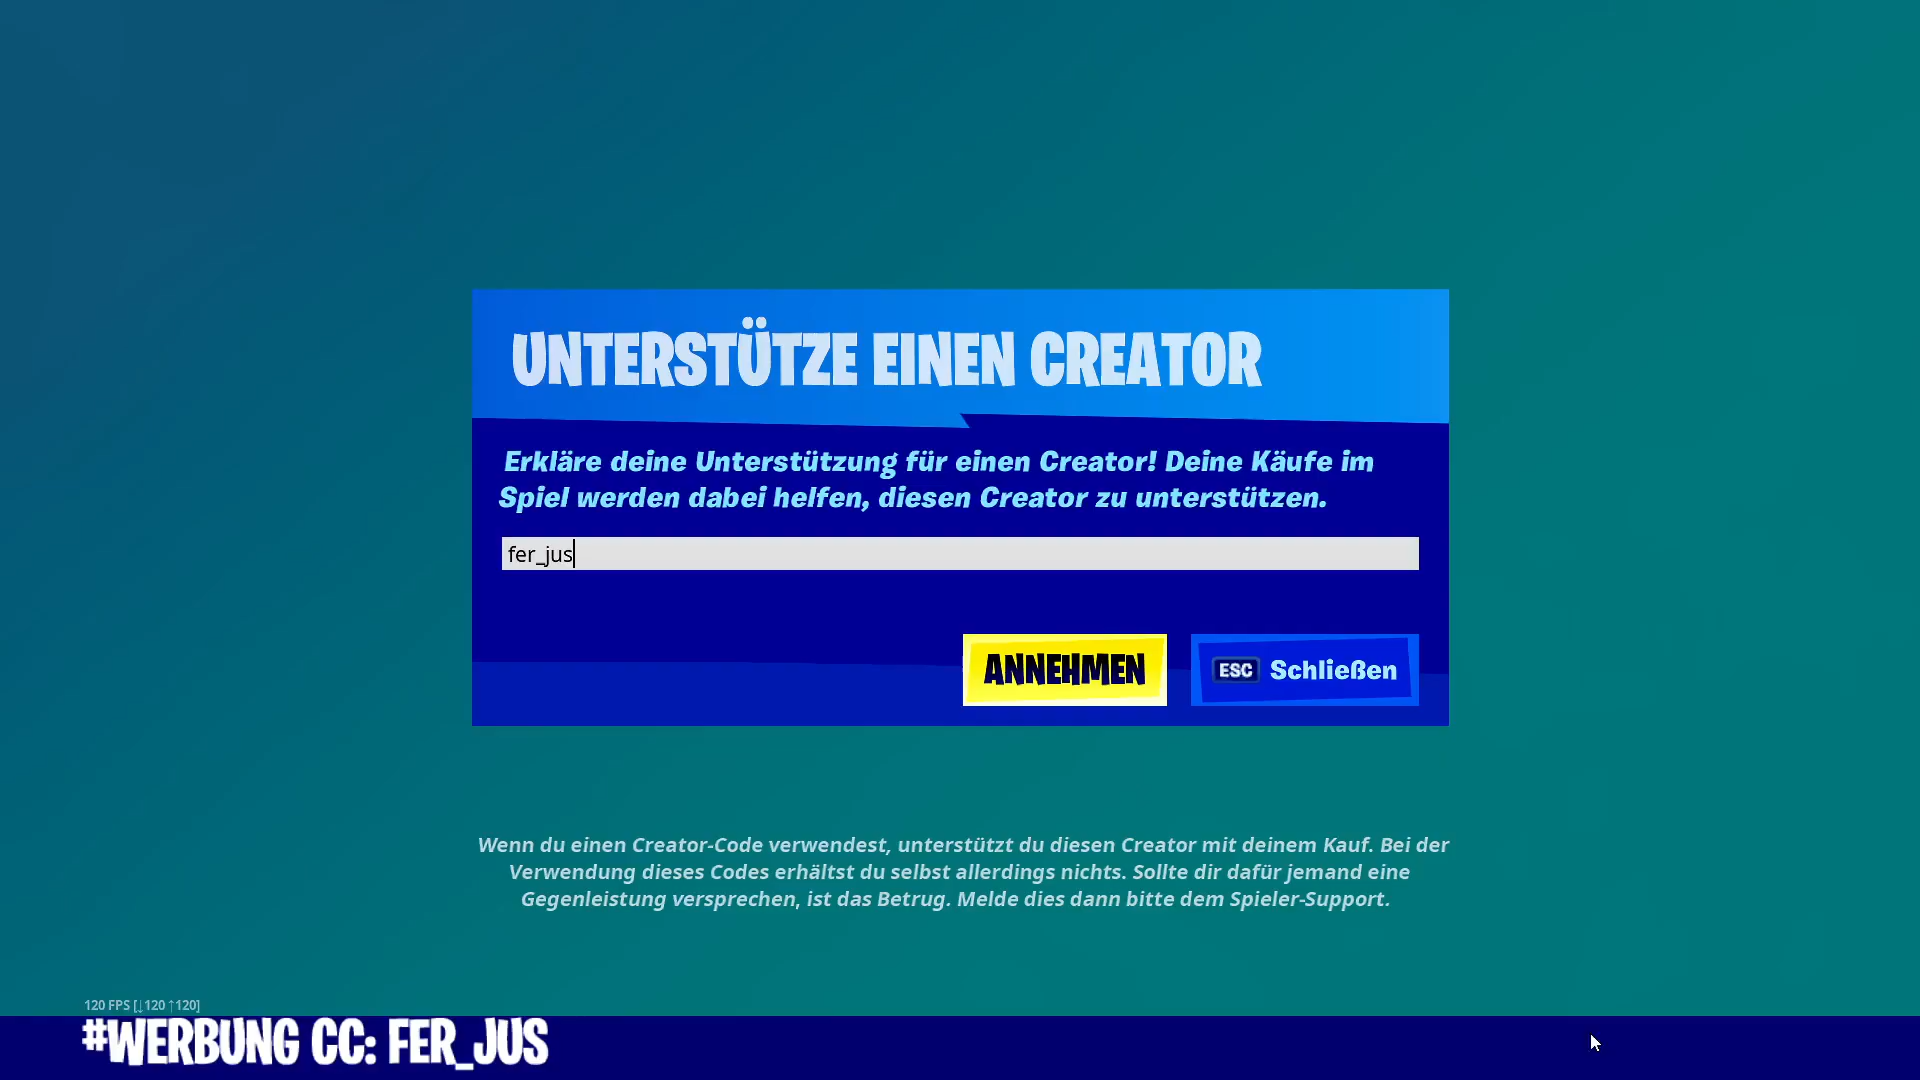 UNTERSTÜTZE EINEN CREATOR
Erkläre deine Unterstützung für einen Creator! Deine Käufe im
Spiel werden dabei helfen, diesen Creator zu unterstützen.
fer_jus
ANNEHMEN
ESC Schließen
Wenn du einen Creator-Code verwendest, unterstützt du diesen Creator mit deinem Kauf. Bei der
Verwendung dieses Codes erhältst du selbst allerdings nichts. Sollte dir dafür jemand eine
Gegenleistung versprechen, ist das Betrug. Melde dies dann bitte dem Spieler-Support.
120 FPS [↓120 ↑120]
#WERBUNG CC: FER_JUS